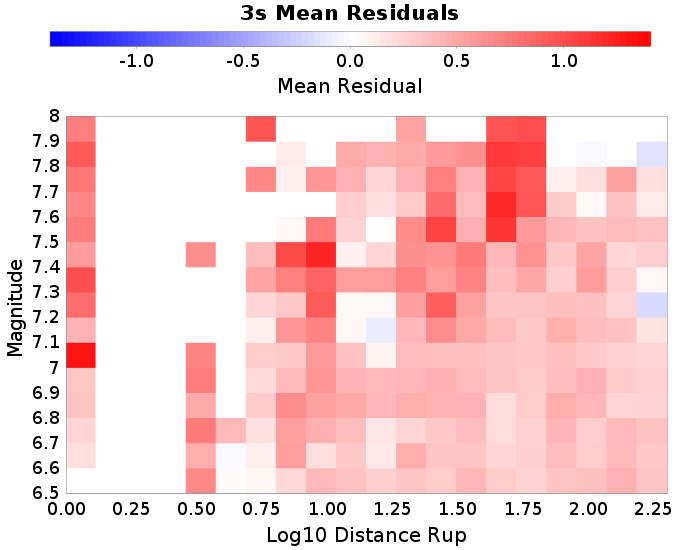 3s Mean Residuals
-1.0 -0.5 0.0 0.5 1.0
Mean Residual
8
7.9
7.8
7.7
7.6
7.5
7.4
7.3
7.2
7.1
7
6.9
6.8
6.7
6.6
6.5
Magnitude
0.00 0.25 0.50 0.75 1.00 1.25 1.50 1.75 2.00 2.25
Log10 Distance Rup